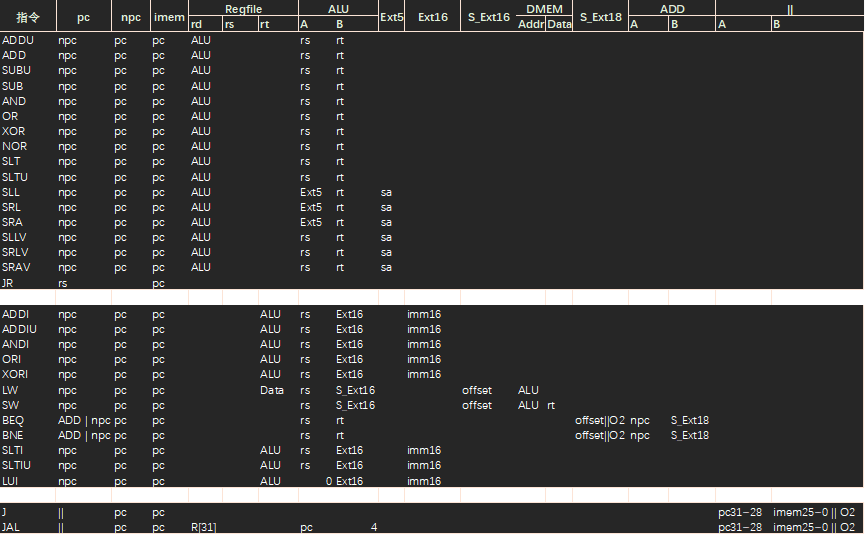 指令 pc npc imem Regfile ALU Ext5 Ext16 S_Ext16 DMEM S_Ext18 ADD ||
rd rs rt A B Addr Data A B A B
ADDU npc pc pc ALU rs rt
ADD npc pc pc ALU rs rt
SUBU npc pc pc ALU rs rt
SUB npc pc pc ALU rs rt
AND npc pc pc ALU rs rt
OR npc pc pc ALU rs rt
XOR npc pc pc ALU rs rt
NOR npc pc pc ALU rs rt
SLT npc pc pc ALU rs rt
SLTU npc pc pc ALU rs rt
SLL npc pc pc ALU Ext5 rt sa
SRL npc pc pc ALU Ext5 rt sa
SRA npc pc pc ALU Ext5 rt sa
SLLV npc pc pc ALU rs rt sa
SRLV npc pc pc ALU rs rt sa
SRAV npc pc pc ALU rs rt sa
JR rs pc
ADDI npc pc pc ALU rs Ext16 imm16
ADDIU npc pc pc ALU rs Ext16 imm16
ANDI npc pc pc ALU rs Ext16 imm16
ORI npc pc pc ALU rs Ext16 imm16
XORI npc pc pc ALU rs Ext16 imm16
LW npc pc pc Data rs S_Ext16 offset ALU
SW npc pc pc rs S_Ext16 offset ALU rt
BEQ ADD | npc pc pc rs rt offset||02 npc S_Ext18
BNE ADD | npc pc pc rs rt offset||02 npc S_Ext18
SLTI npc pc pc ALU rs Ext16 imm16
SLTIU npc pc pc ALU rs Ext16 imm16
LUI npc pc pc ALU 0 Ext16 imm16
J || pc pc pc31-28 imem25-0 || 02
JAL || pc pc R[31] pc 4 pc31-28 imem25-0 || 02